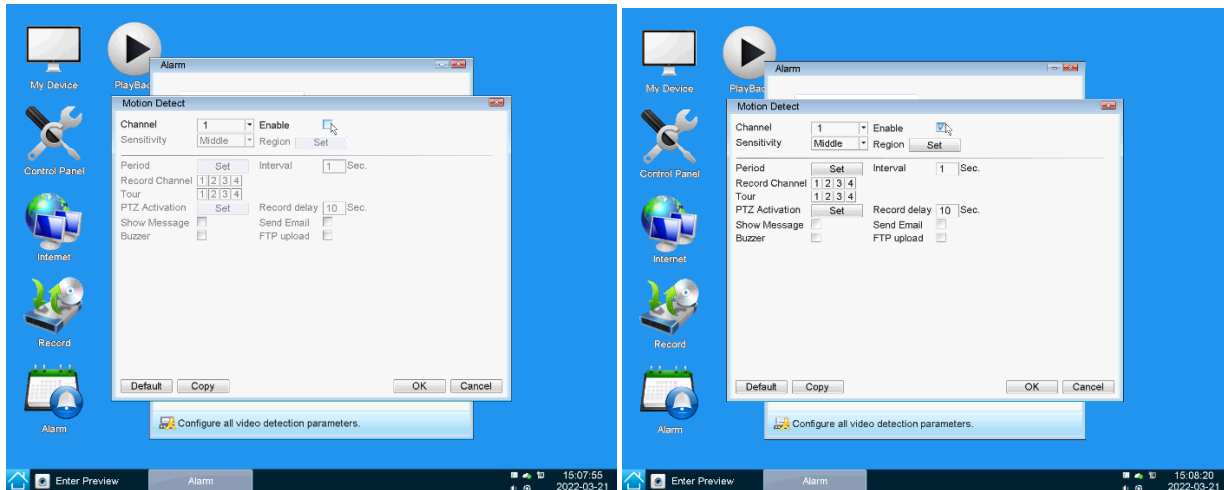 My Device
PlayBac
Alarm
Motion Detect
Channel 1 Enable
Sensitivity Middle Region Set
Period Set Interval 1 Sec.
Record Channel 1 2 3 4
Tour 1 2 3 4
PTZ Activation Set Record delay 10 Sec.
Show Message Send Email
Buzzer FTP upload
Control Panel
Internet
Record
Default Copy OK Cancel
Alarm
Configure all video detection parameters.
Enter Preview Alarm 15:07:55
2022-03-21
My Device
PlayBac
Alarm
Motion Detect
Channel 1 Enable
Sensitivity Middle Region Set
Period Set Interval 1 Sec.
Record Channel 1 2 3 4
Tour 1 2 3 4
PTZ Activation Set Record delay 10 Sec.
Show Message Send Email
Buzzer FTP upload
Control Panel
Internet
Record
Default Copy OK Cancel
Alarm
Configure all video detection parameters.
Enter Preview Alarm 15:08:20
2022-03-21